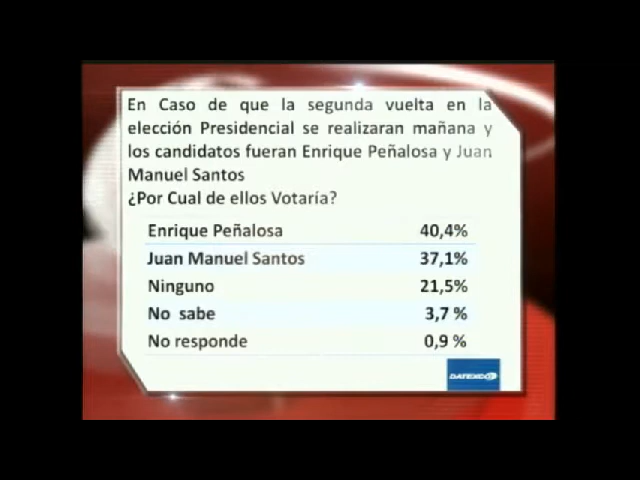 En Caso de que la segunda vuelta en la
elección Presidencial se realizaran mañana y
los candidatos fueran Enrique Peñalosa y Juan
Manuel Santos
¿Por Cual de ellos Votaría?
Enrique Peñalosa 40,4%
Juan Manuel Santos 37,1%
Ninguno 21,5%
No sabe 3,7 %
No responde 0,9 %
DATEXCO